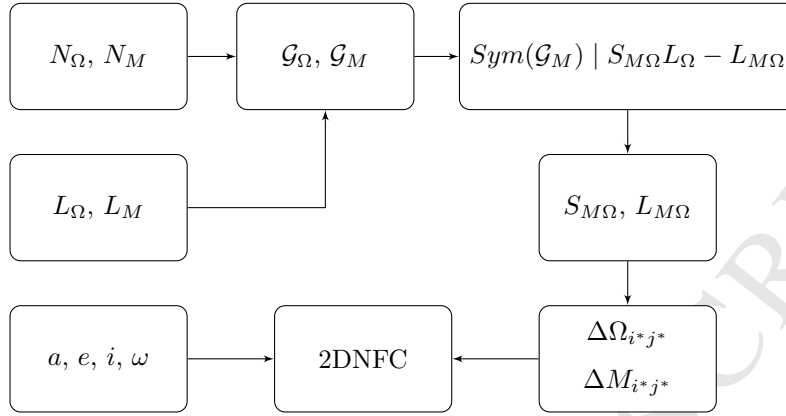 N_Ω, N_M
𝒢_Ω, 𝒢_M
Sym(𝒢_M) | S_{MΩ}L_Ω − L_{MΩ}
L_Ω, L_M
S_{MΩ}, L_{MΩ}
a, e, i, ω
2DNFC
ΔΩ_{i*j*}
ΔM_{i*j*}